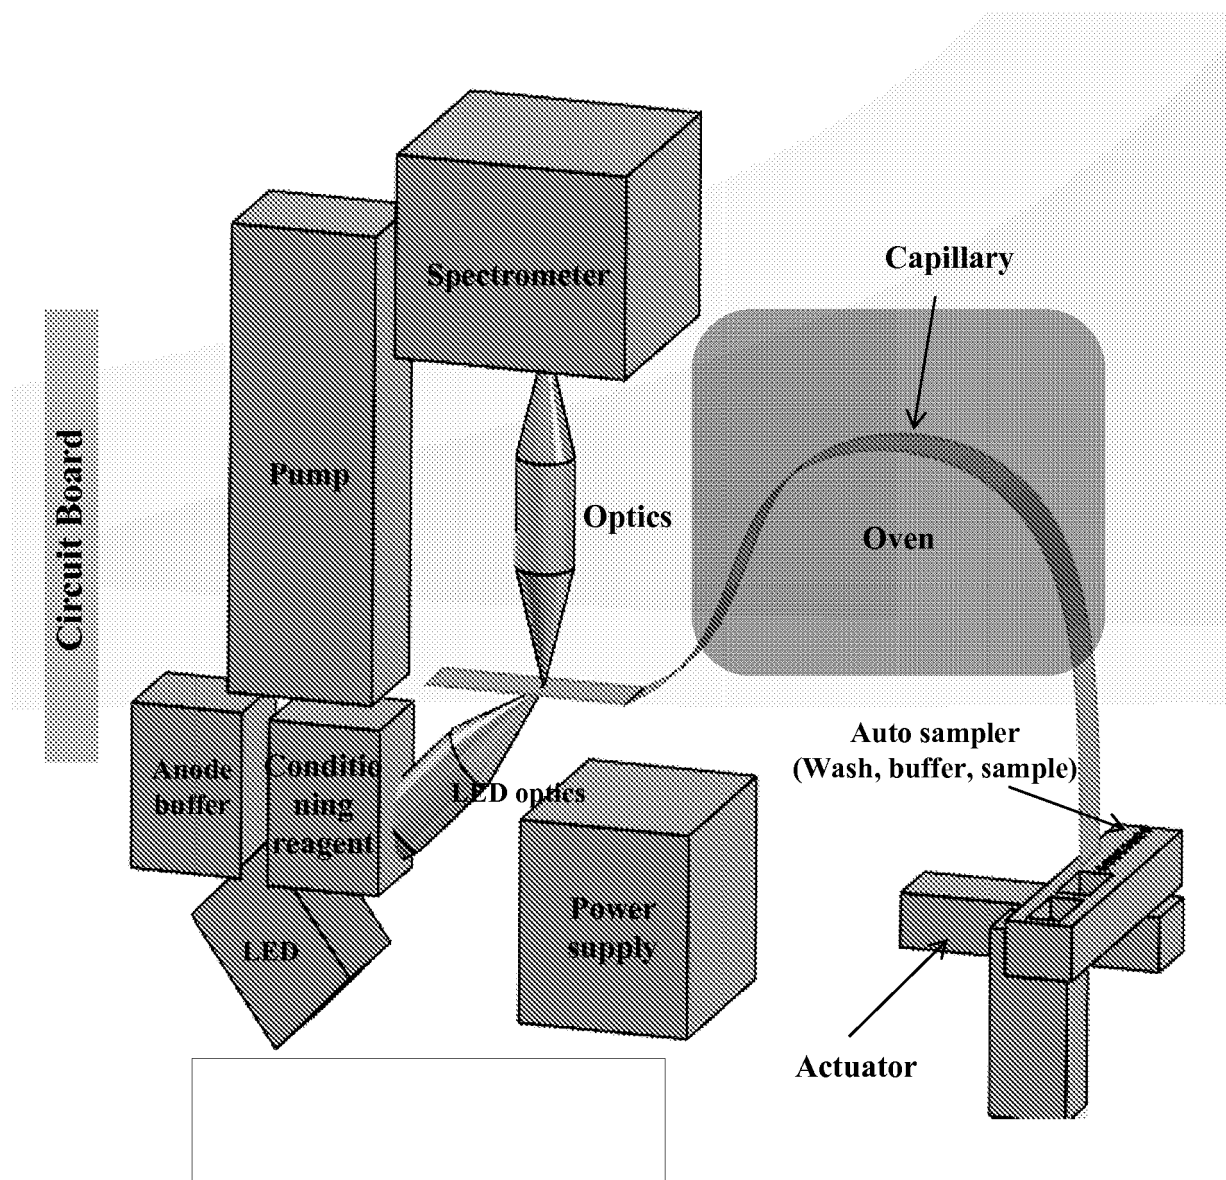 Capillary
Spectrometer
Pump
Optics
Oven
Circuit Board
Auto sampler
(Wash, buffer, sample)
Anode
buffer
Conditio
ning
reagent
LED optics
Power
supply
LED
Actuator